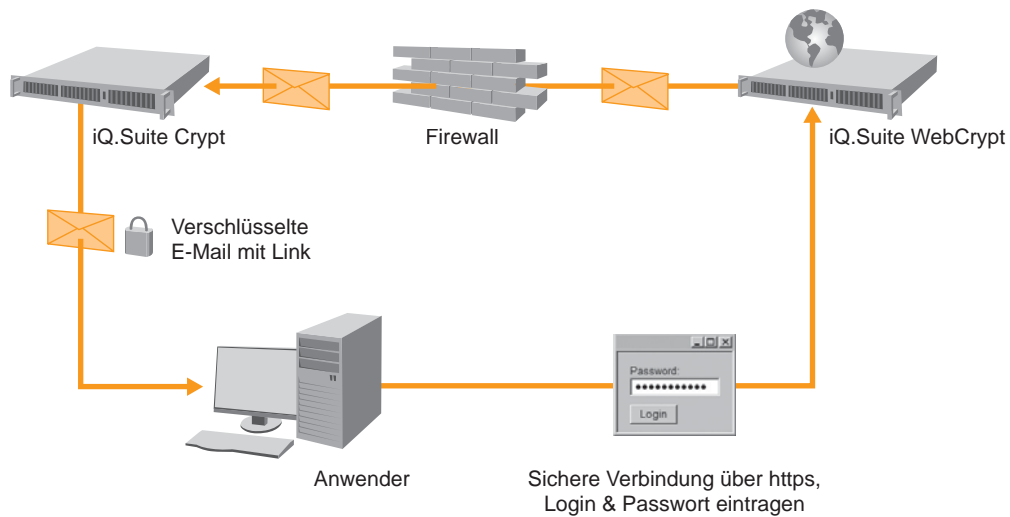 iQ.Suite Crypt
Firewall
iQ.Suite WebCrypt
Verschlüsselte
E-Mail mit Link
Password:
Login
Anwender
Sichere Verbindung über https,
Login & Passwort eintragen